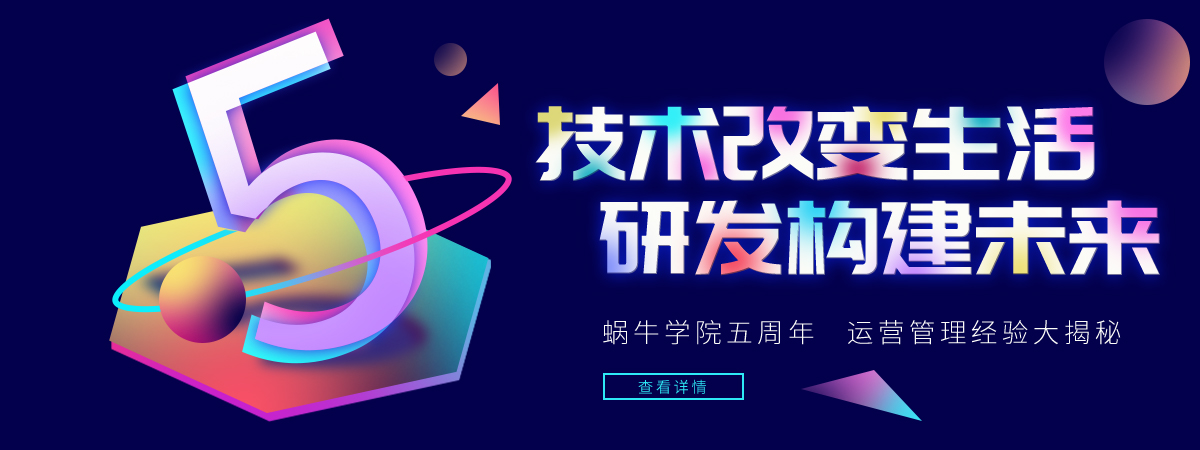 5
技术改变生活
研发构建未来
蜗牛学院五周年 运营管理经验大揭秘
查看详情